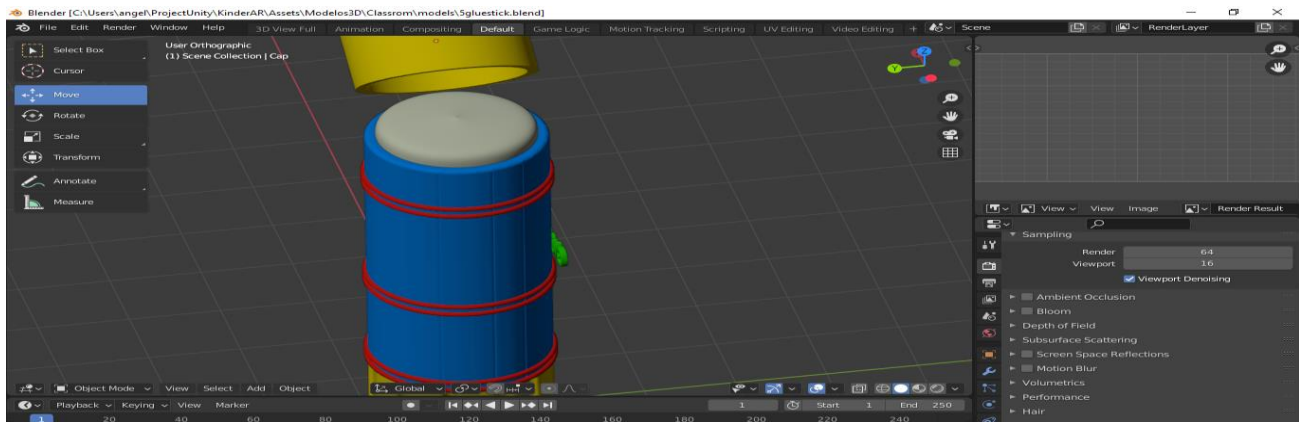 Blender [C:\Users\angel\ProjectUnity\KinderAR\Assets\Modelos3D\Classrom\models\5gluestick.blend]
File Edit Render Window Help 3D View Full Animation Compositing Default Game Logic Motion Tracking Scripting UV Editing Video Editing + Scene RenderLayer
Select Box
User Orthographic
(1) Scene Collection | Cap
Cursor
Move
Rotate
Scale
Transform
Annotate
Measure
Z
Y
View View Image Render Result
Sampling
Render 64
Viewport 16
Viewport Denoising
Ambient Occlusion
Bloom
Depth of Field
Subsurface Scattering
Screen Space Reflections
Motion Blur
Volumetrics
Performance
Hair
Object Mode View Select Add Object Global
Playback Keying View Marker 1 Start 1 End 250
1 20 40 60 80 100 120 140 160 180 200 220 240